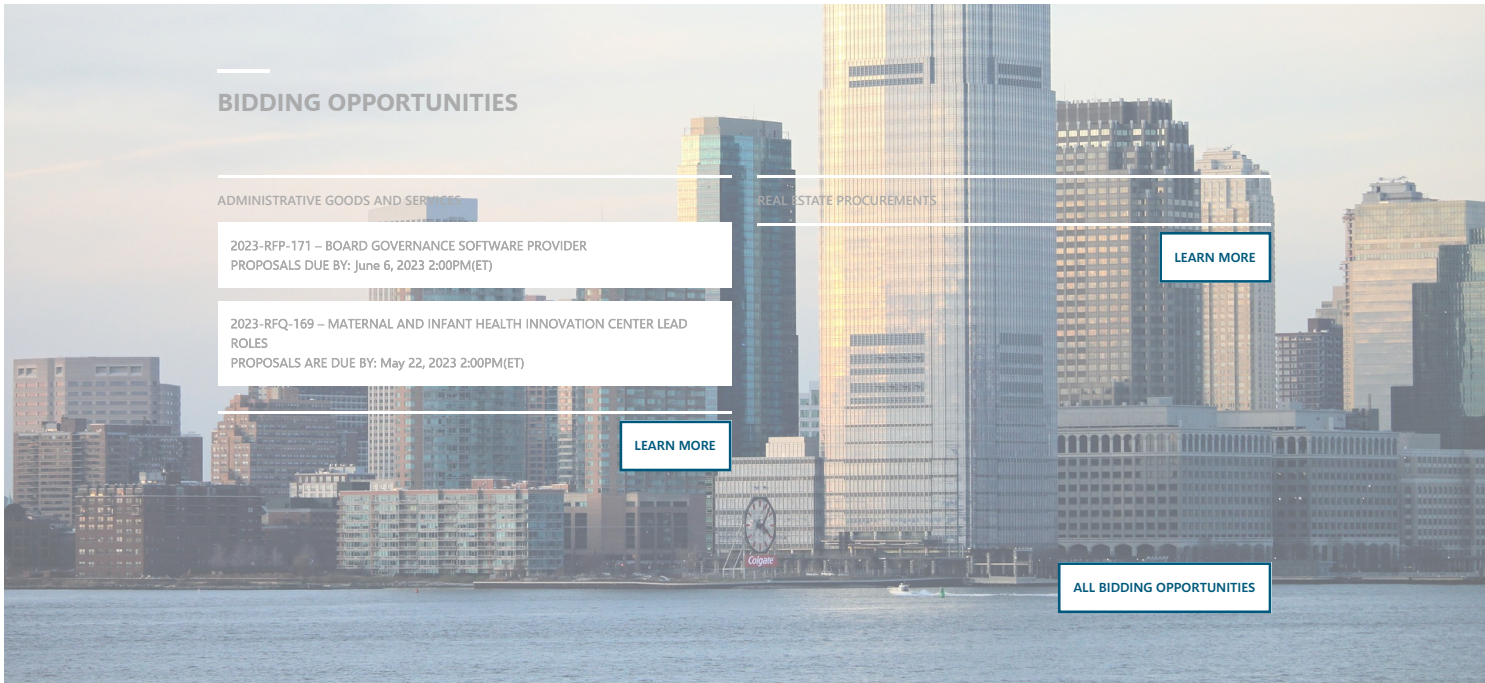 BIDDING OPPORTUNITIES
ADMINISTRATIVE GOODS AND SERVICES
2023-RFP-171 – BOARD GOVERNANCE SOFTWARE PROVIDER
PROPOSALS DUE BY: June 6, 2023 2:00PM(ET)
2023-RFQ-169 – MATERNAL AND INFANT HEALTH INNOVATION CENTER LEAD
ROLES
PROPOSALS ARE DUE BY: May 22, 2023 2:00PM(ET)
LEARN MORE
REAL ESTATE PROCUREMENTS
LEARN MORE
Colgate
ALL BIDDING OPPORTUNITIES